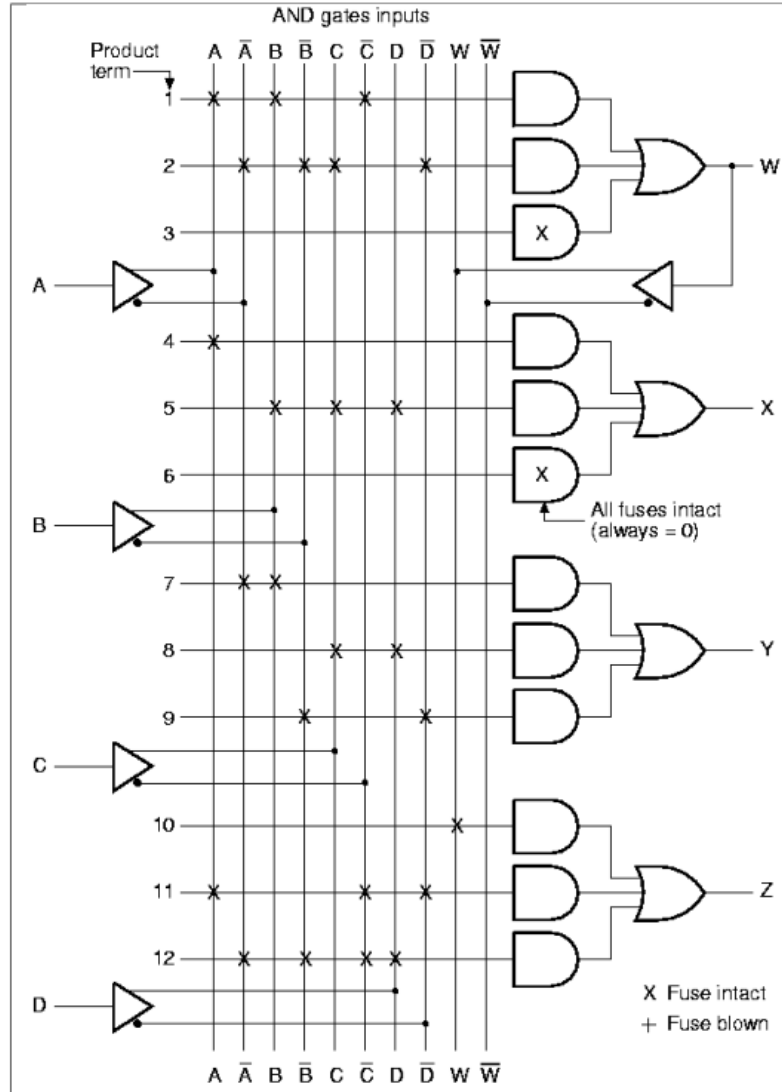 AND gates inputs
Product
term
A A̅ B B̅ C C̅ D D̅ W W̅
1
2
W
3
X
A
4
5
X
6
X
All fuses intact
(always = 0)
B
7
8
Y
9
C
10
11
Z
12
D
X Fuse intact
+ Fuse blown
A A̅ B B̅ C C̅ D D̅ W W̅